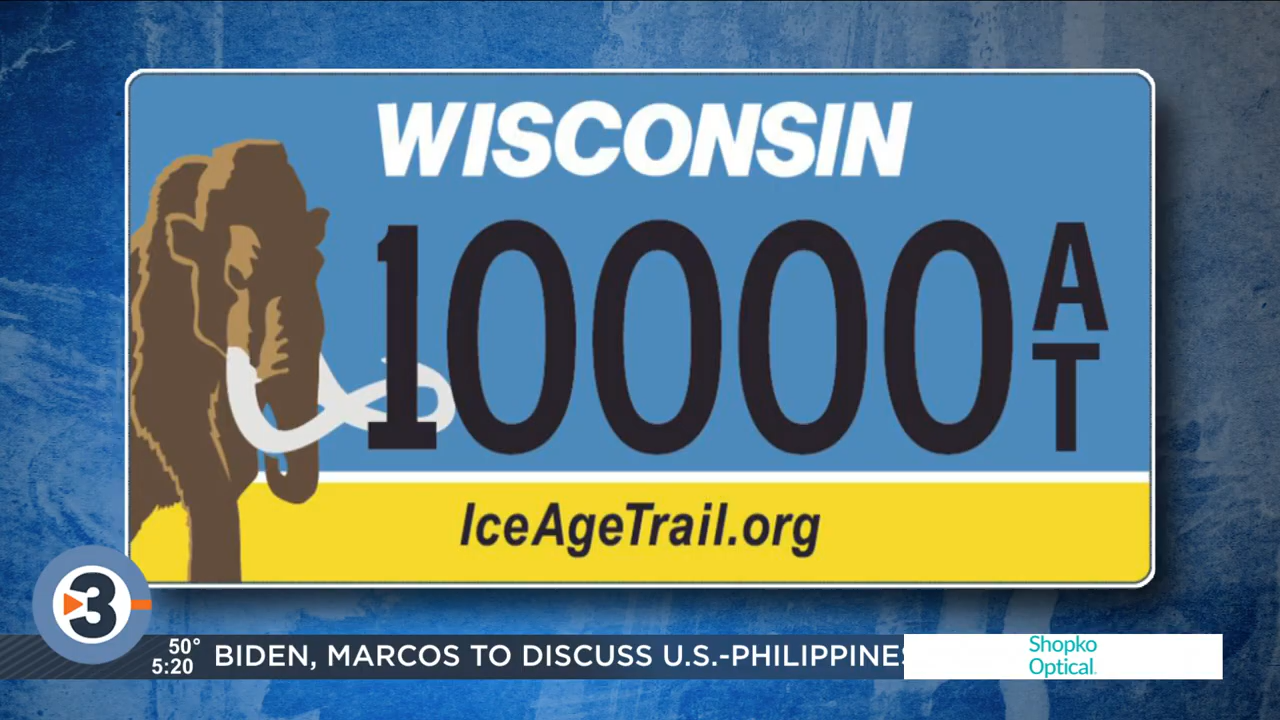 WISCONSIN
10000
A
T
IceAgeTrail.org
3
50°
5:20
BIDEN, MARCOS TO DISCUSS U.S.-PHILIPPINES
Shopko
Optical